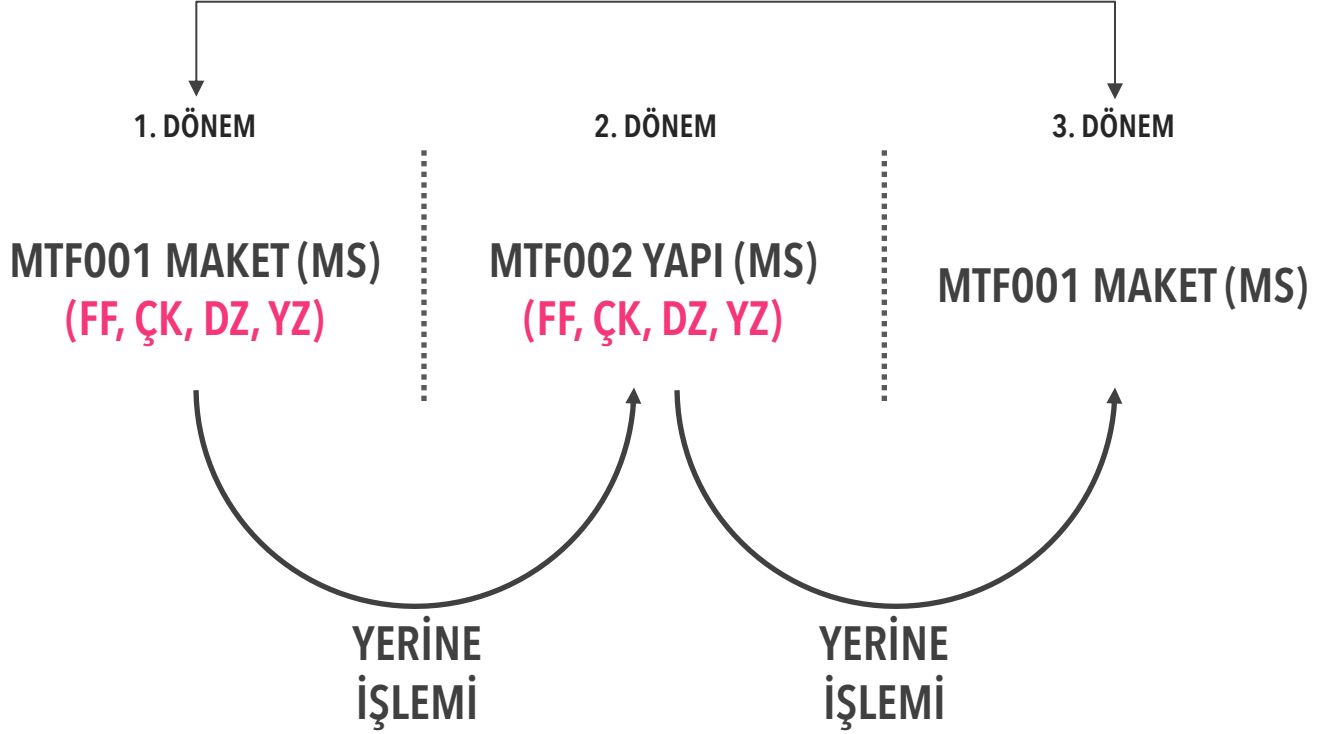 1. DÖNEM
2. DÖNEM
3. DÖNEM
MTF001 MAKET (MS)
(FF, ÇK, DZ, YZ)
MTF002 YAPI (MS)
(FF, ÇK, DZ, YZ)
MTF001 MAKET (MS)
YERİNE
İŞLEMİ
YERİNE
İŞLEMİ